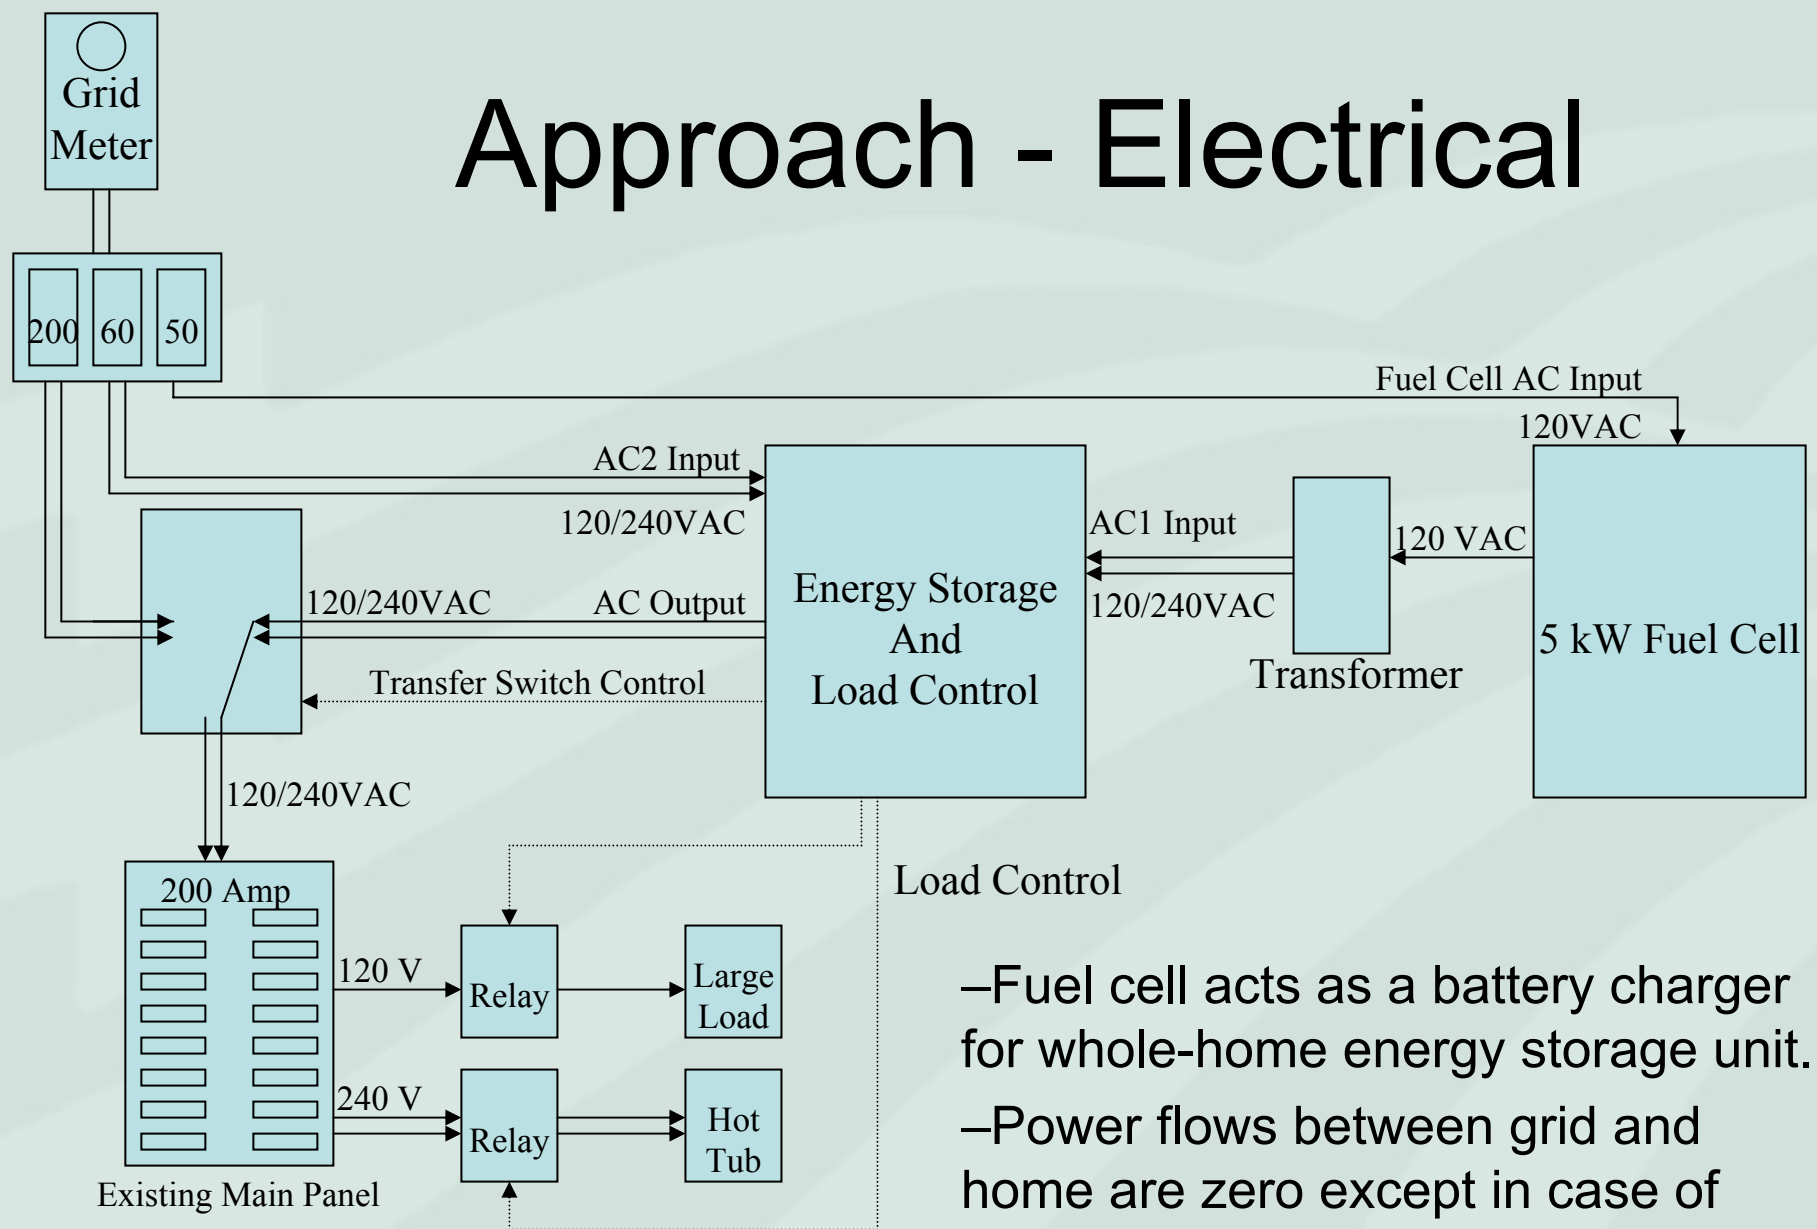 Grid
Meter
Approach - Electrical
200 60 50
Fuel Cell AC Input
120VAC
AC2 Input
120/240VAC
AC1 Input
120/240VAC
120 VAC
Transformer
5 kW Fuel Cell
Energy Storage
And
Load Control
120/240VAC
AC Output
Transfer Switch Control
120/240VAC
200 Amp
Existing Main Panel
120 V
Relay
Large
Load
240 V
Relay
Hot
Tub
Load Control
–Fuel cell acts as a battery charger
for whole-home energy storage unit.
–Power flows between grid and
home are zero except in case of